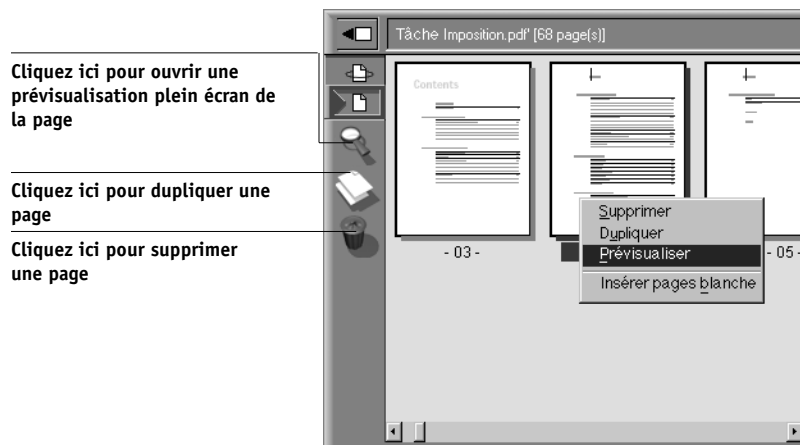 Tâche Imposition.pdf' [68 page(s)]
Cliquez ici pour ouvrir une
prévisualisation plein écran de
la page
Cliquez ici pour dupliquer une
page
Cliquez ici pour supprimer
une page
Contents
Supprimer
Dupliquer
Prévisualiser
Insérer pages blanche
- 03 -
- 05 -